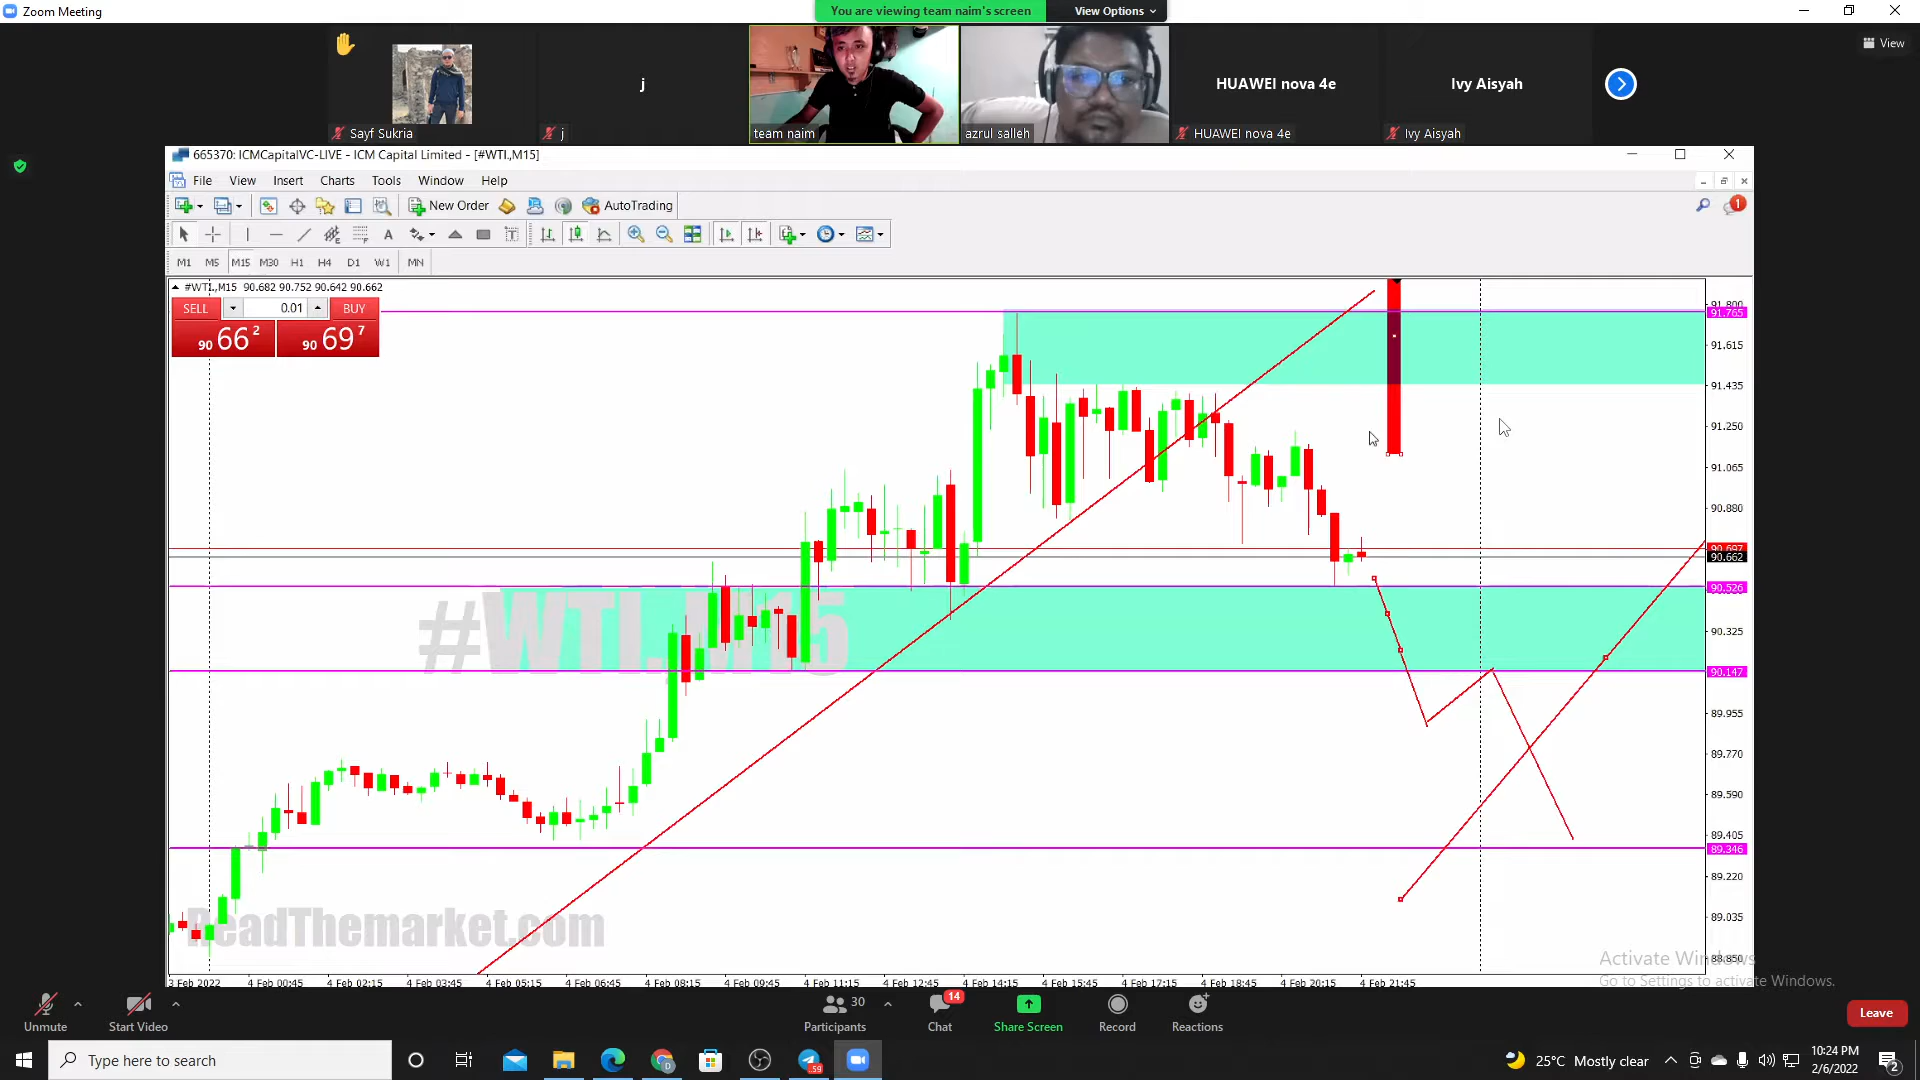 Zoom Meeting
You are viewing team naim's screen
View Options
View
Sayf Sukria
j
j
team naim
azrul salleh
HUAWEI nova 4e
HUAWEI nova 4e
Ivy Aisyah
Ivy Aisyah
665370: ICMCapitalVC-LIVE - ICM Capital Limited - [#WTI.,M15]
File View Insert Charts Tools Window Help
New Order
AutoTrading
1
A
T
M1 M5 M15 M30 H1 H4 D1 W1 MN
#WTI.,M15 90.682 90.752 90.642 90.662
SELL 0.01 BUY
90 66 2
90 69 7
91.765
91.615
91.435
91.250
91.065
90.880
90.697
90.662
90.526
90.325
90.147
89.955
89.770
89.590
89.405
89.346
89.220
89.035
88.850
#WTI.,M15
ReadThemarket.com
3 Feb 2022 4 Feb 00:45 4 Feb 02:15 4 Feb 03:45 4 Feb 05:15 4 Feb 06:45 4 Feb 08:15 4 Feb 09:45 4 Feb 11:15 4 Feb 12:45 4 Feb 14:15 4 Feb 15:45 4 Feb 17:15 4 Feb 18:45 4 Feb 20:15 4 Feb 21:45
Activate Windows
Go to Settings to activate Windows.
Unmute
Start Video
30
Participants
14
Chat
Share Screen
Record
Reactions
Leave
Type here to search
59
25°C Mostly clear
10:24 PM
2/6/2022
2